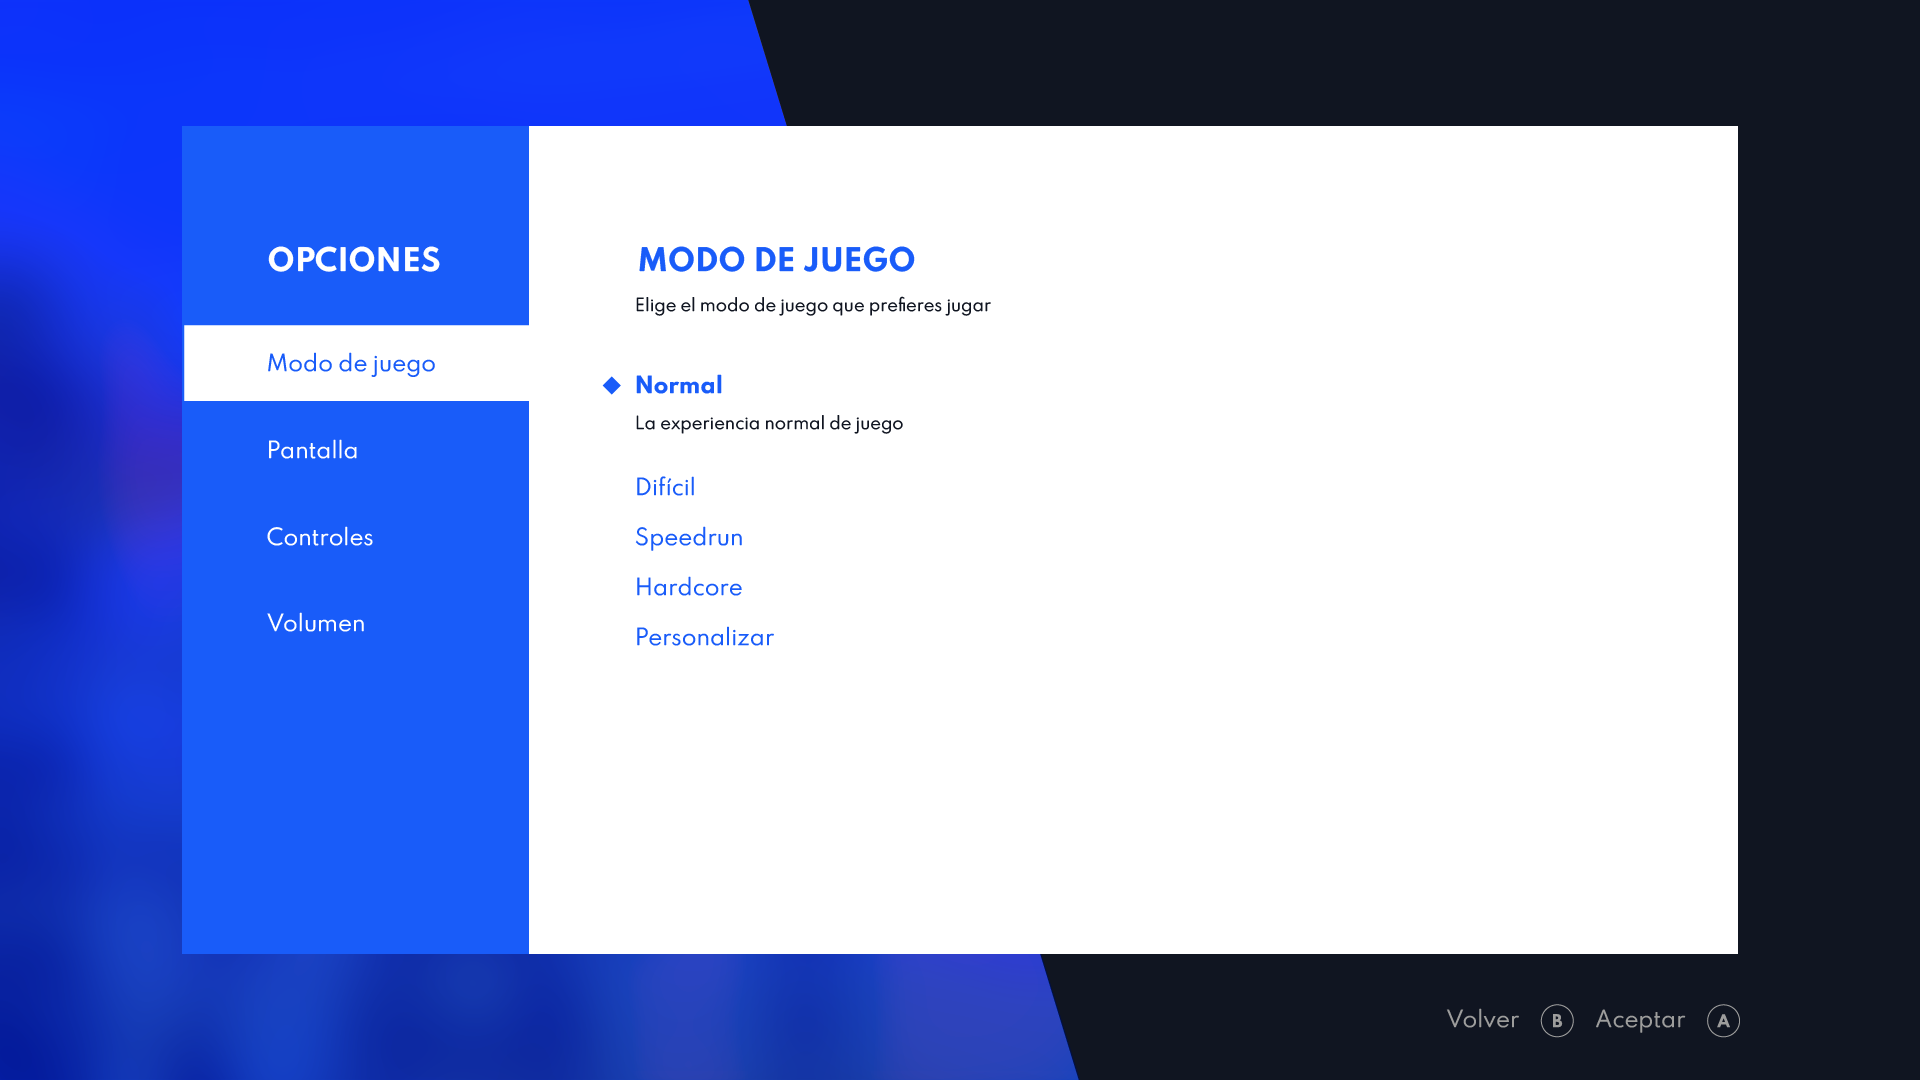 OPCIONES
Modo de juego
Pantalla
Controles
Volumen
MODO DE JUEGO
Elige el modo de juego que prefieres jugar
Normal
La experiencia normal de juego
Difícil
Speedrun
Hardcore
Personalizar
Volver B Aceptar A